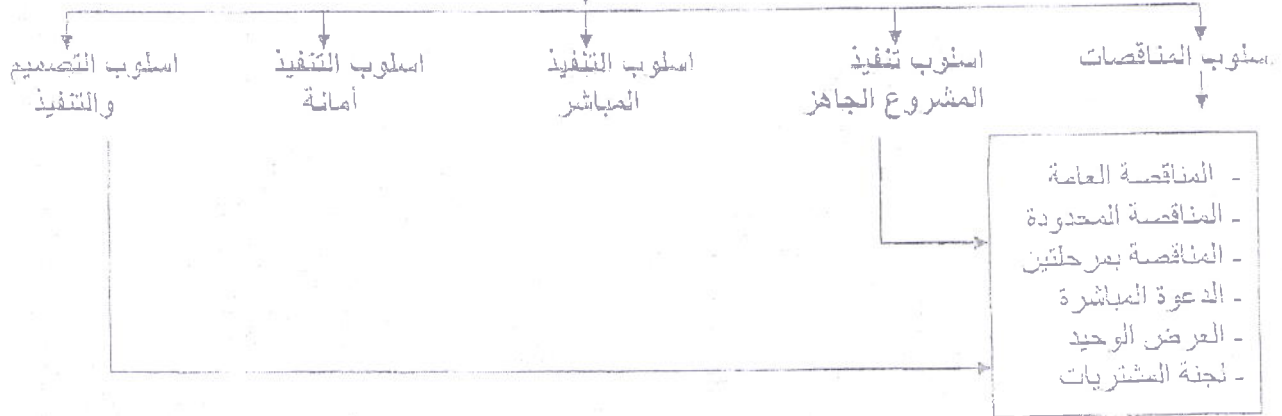 اسلوب المناقصات
اسلوب تنفيذ
المشروع الجاهز
اسلوب التنفيذ
المباشر
اسلوب التنفيذ
أمانة
اسلوب التصميم
والتنفيذ
- المناقصة العامة
- المناقصة المحدودة
- المناقصة بمرحلتين
- الدعوة المباشرة
- العرض الوحيد
- لجنة المشتريات